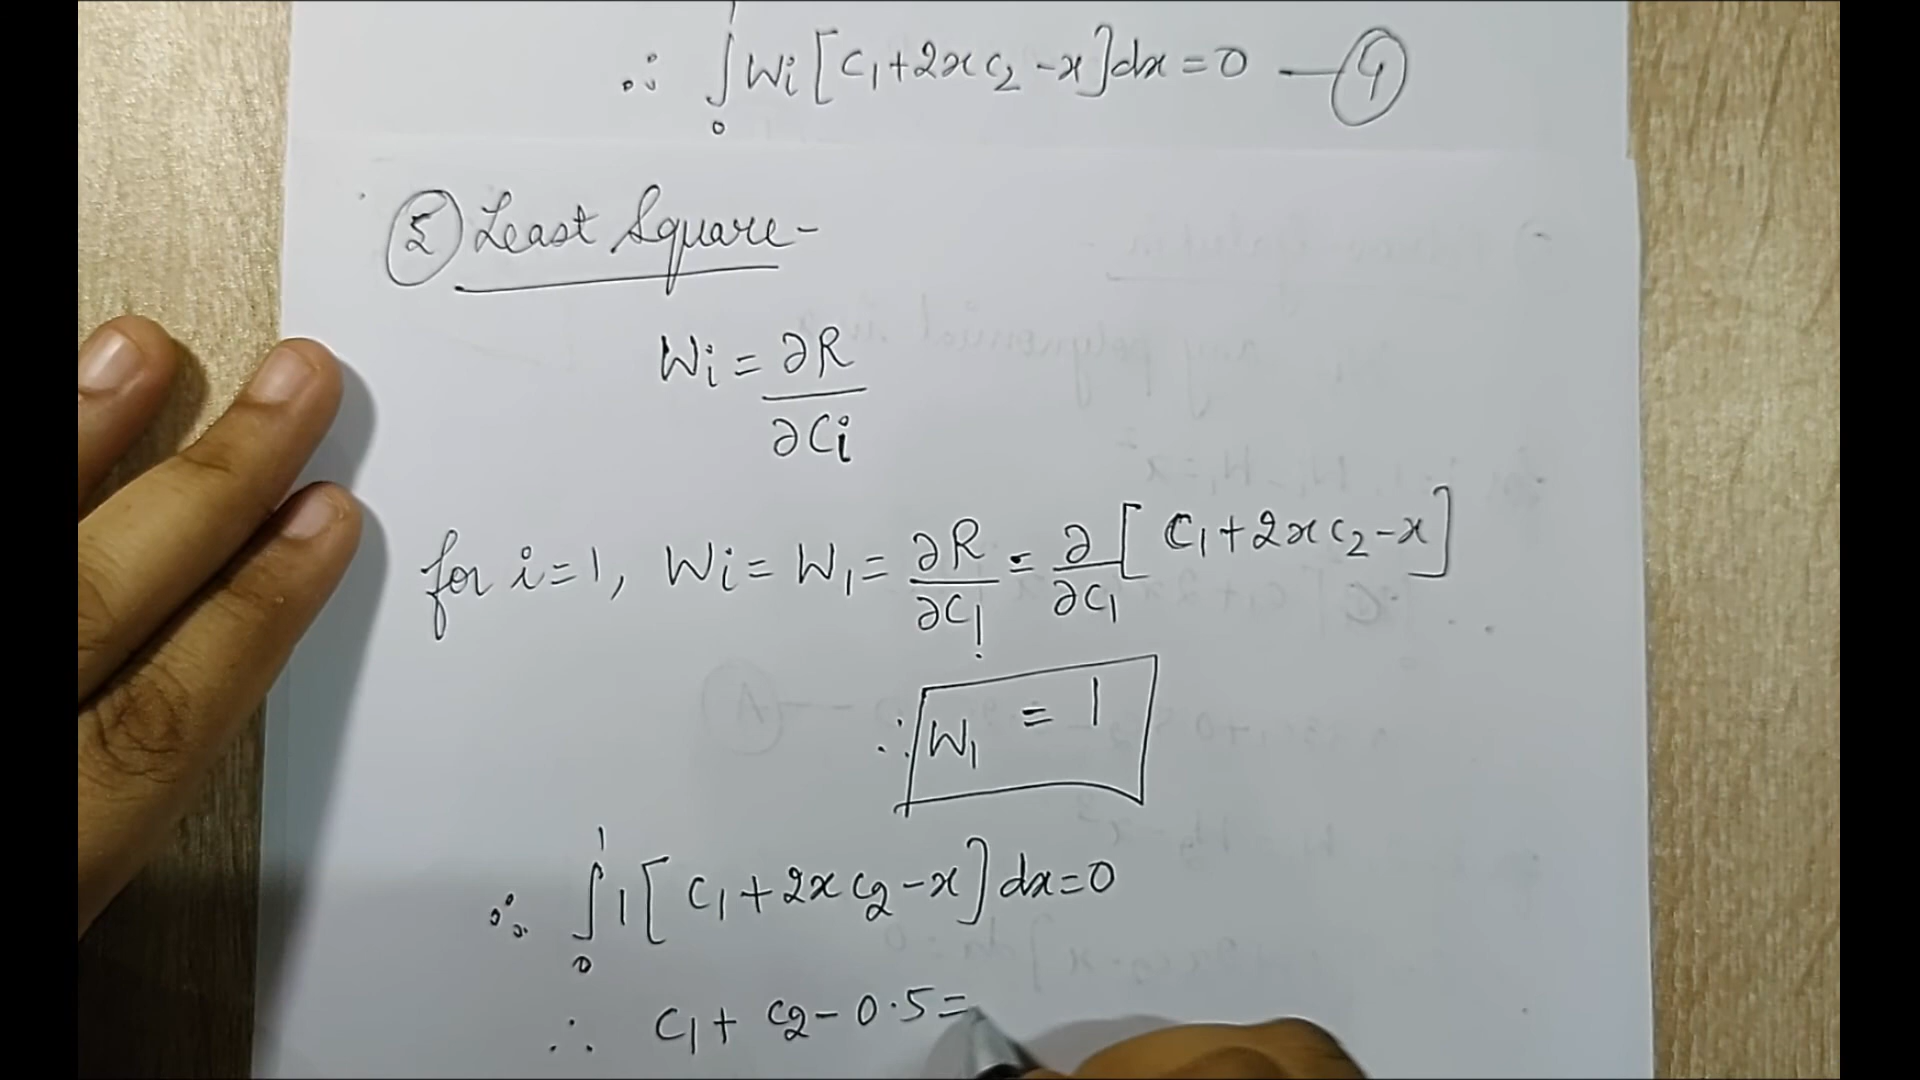 ∴ ∫₀¹ Wi [C₁+2xC₂-x]dx=0 — ④
⑤ Least Square-
Wi = ∂R/∂Ci
for i=1, Wi = W₁ = ∂R/∂C₁ = ∂/∂C₁ [C₁+2xC₂-x]
∴ W₁ = 1
∴ ∫₀¹ 1[C₁+2xC₂-x]dx=0
∴ C₁+C₂-0.5=